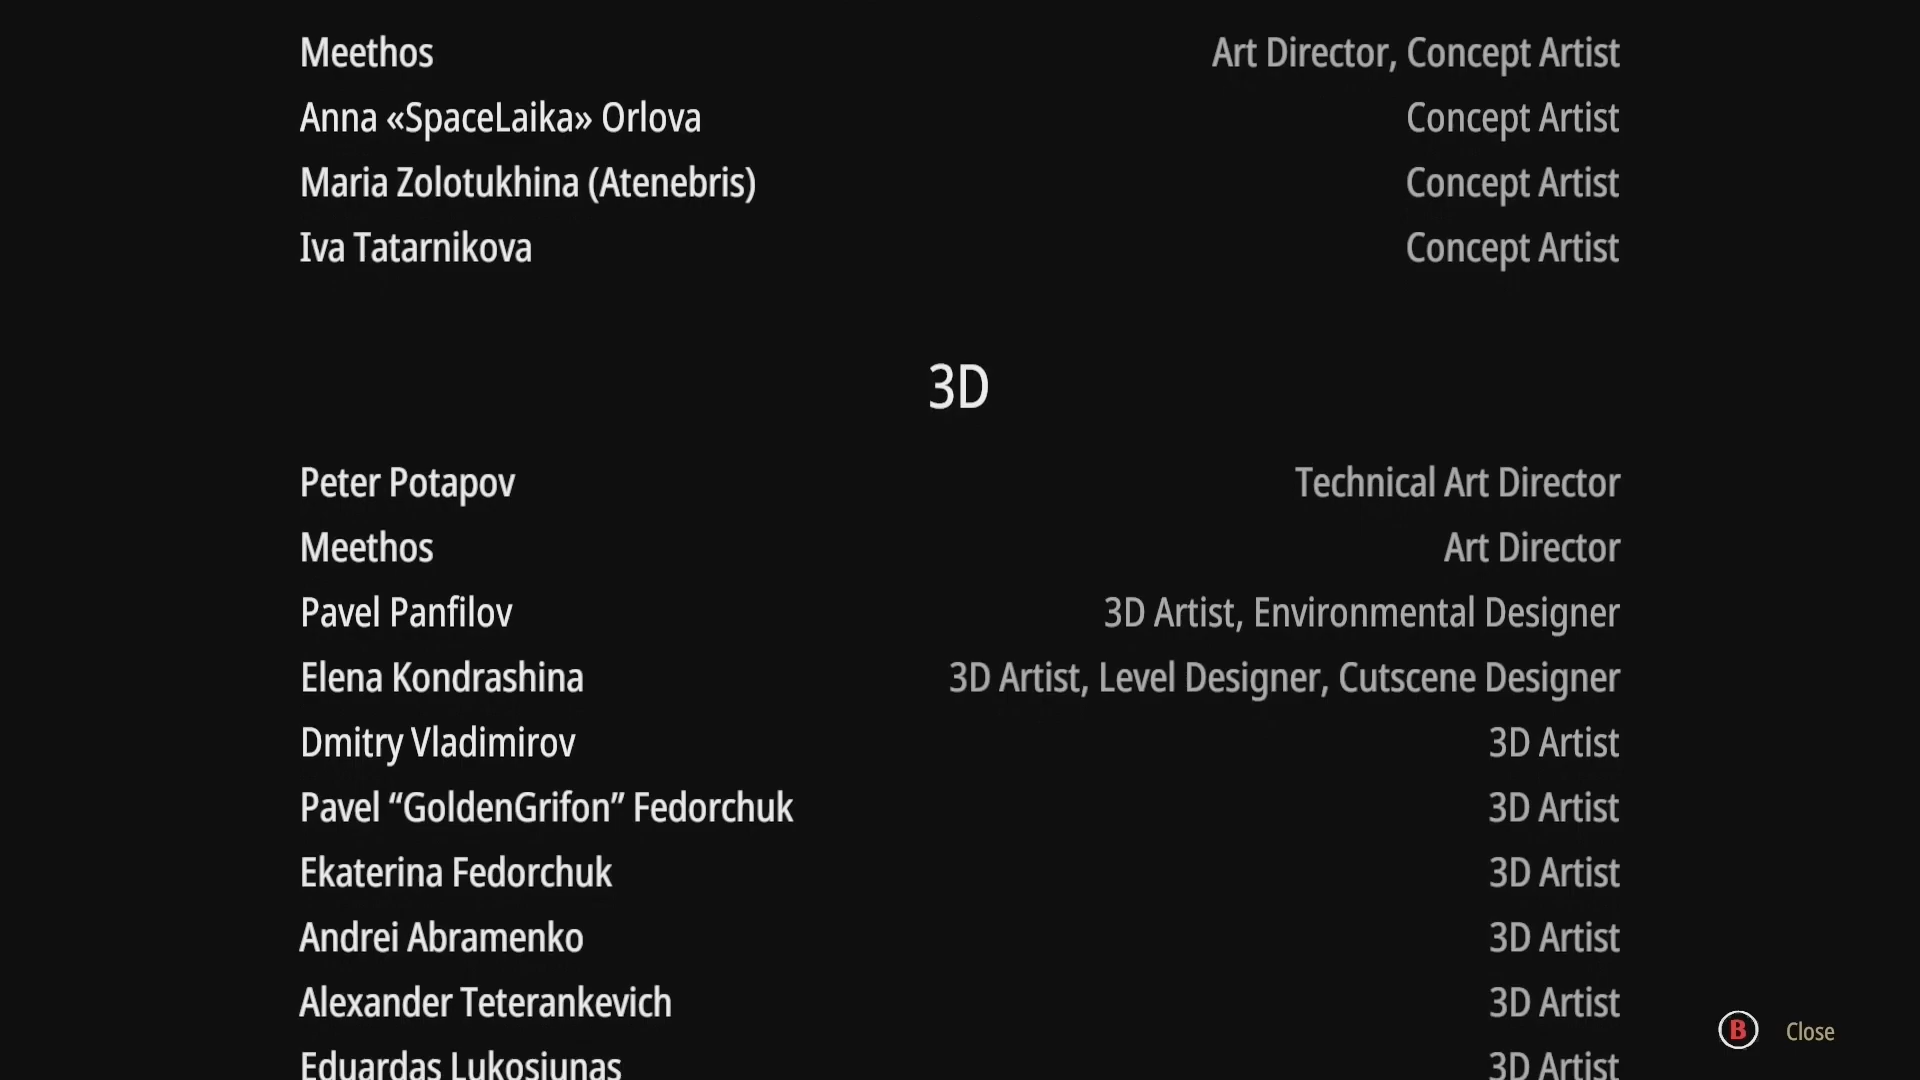 Meethos Art Director, Concept Artist
Anna «SpaceLaika» Orlova Concept Artist
Maria Zolotukhina (Atenebris) Concept Artist
Iva Tatarnikova Concept Artist
3D
Peter Potapov Technical Art Director
Meethos Art Director
Pavel Panfilov 3D Artist, Environmental Designer
Elena Kondrashina 3D Artist, Level Designer, Cutscene Designer
Dmitry Vladimirov 3D Artist
Pavel “GoldenGrifon” Fedorchuk 3D Artist
Ekaterina Fedorchuk 3D Artist
Andrei Abramenko 3D Artist
Alexander Teterankevich 3D Artist
Eduardas Lukosiunas 3D Artist
B Close